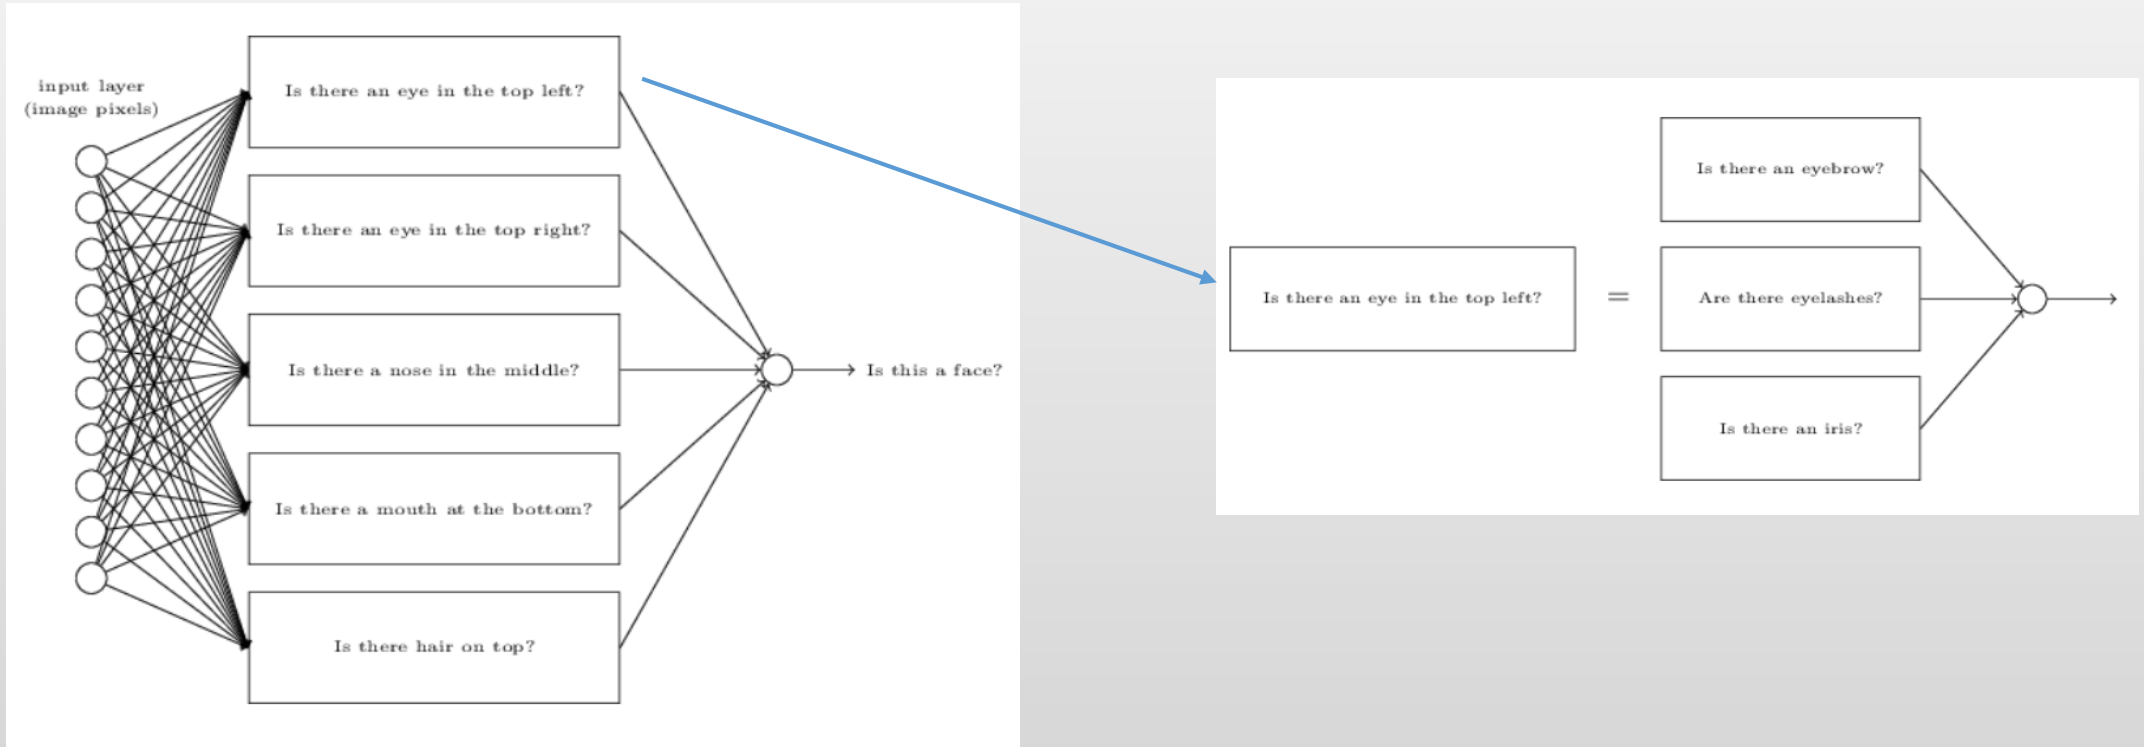 input layer
(image pixels)
Is there an eye in the top left?
Is there an eye in the top right?
Is there a nose in the middle?
Is there a mouth at the bottom?
Is there hair on top?
Is this a face?
Is there an eye in the top left?
=
Is there an eyebrow?
Are there eyelashes?
Is there an iris?